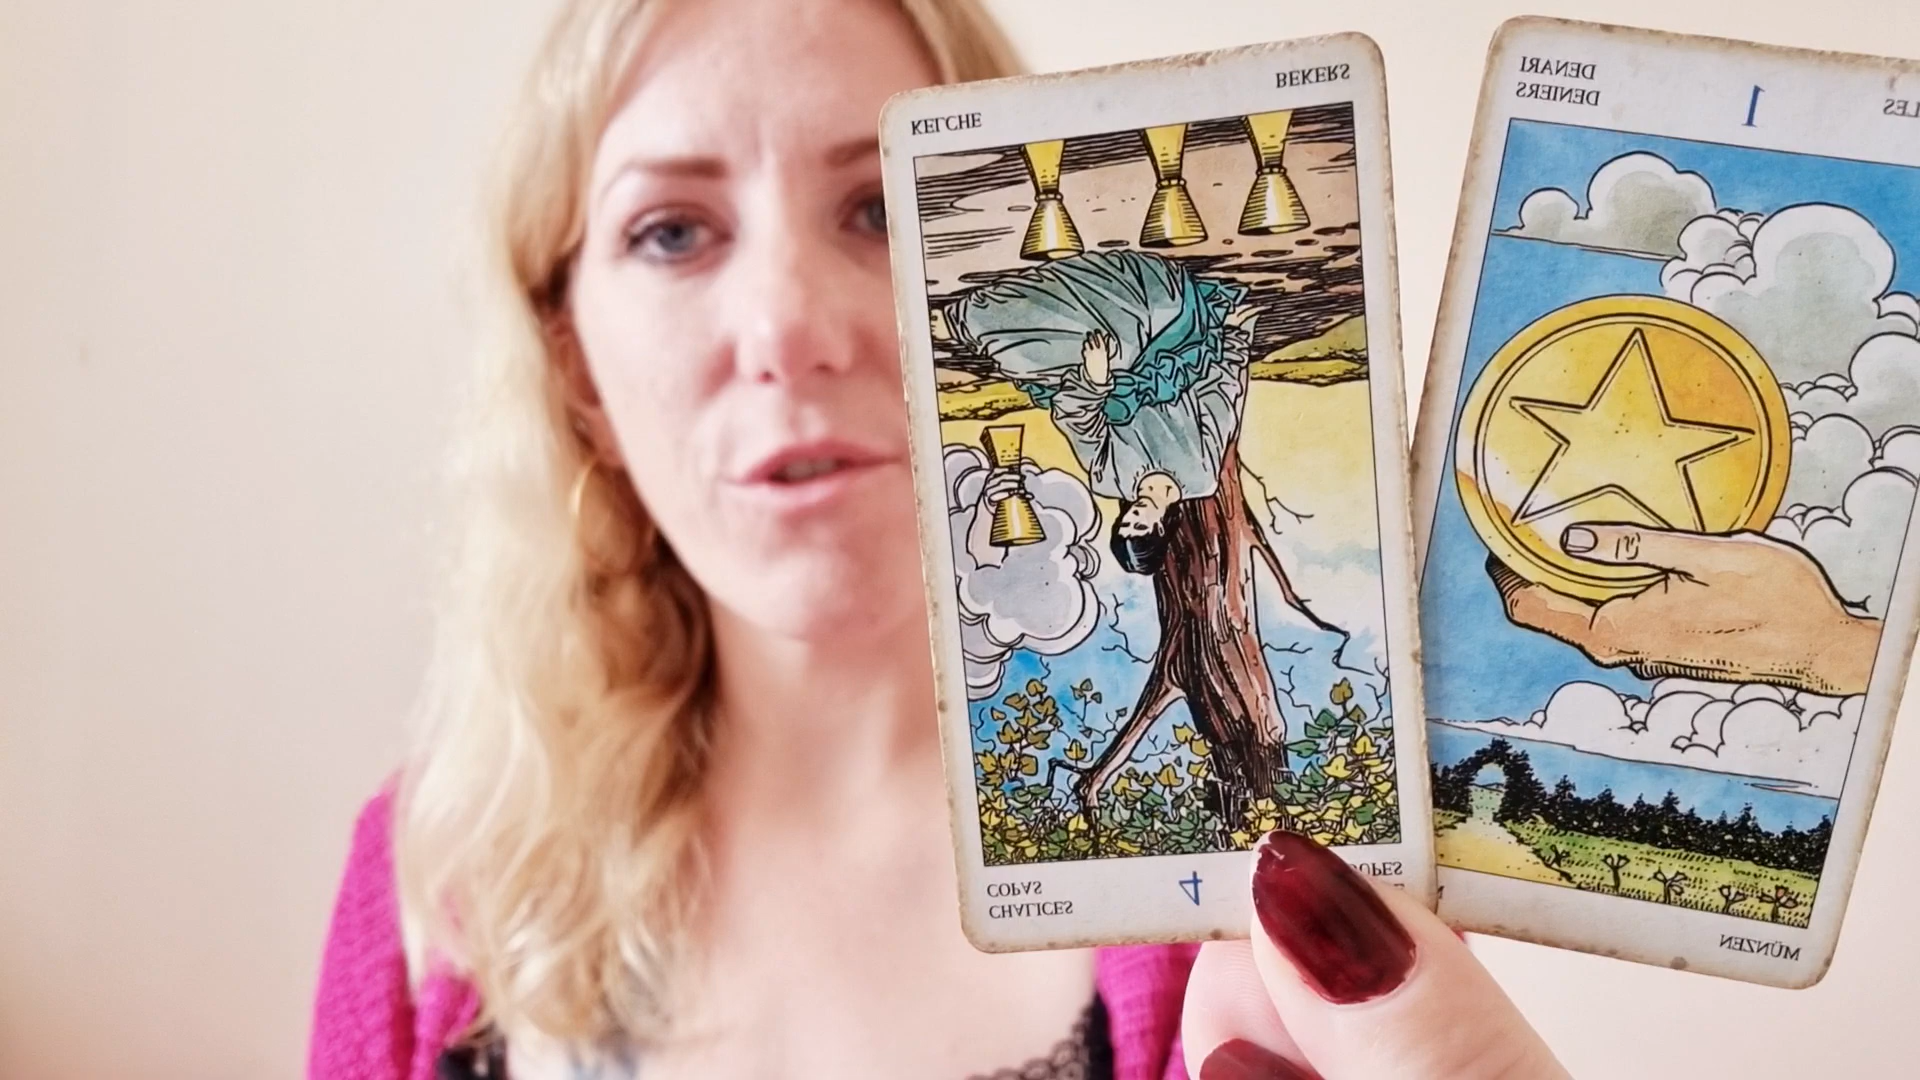 KELCHE
BEKERS
COPAS
CHALICES
4
DENARI
DENIERS
1
MÜNZEN